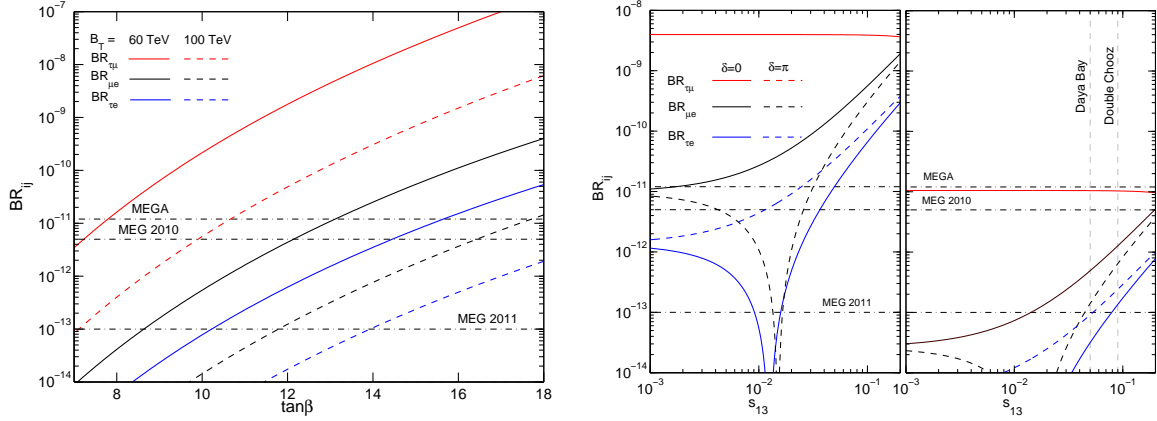 10⁻⁷
10⁻⁸
10⁻⁹
10⁻¹⁰
10⁻¹¹
10⁻¹²
10⁻¹³
10⁻¹⁴
BR_ij
B_T = 60 TeV 100 TeV
BR_τμ
BR_μe
BR_τe
MEGA
MEG 2010
MEG 2011
8 10 12 14 16 18
tanβ
10⁻⁸
10⁻⁹
10⁻¹⁰
10⁻¹¹
10⁻¹²
10⁻¹³
10⁻¹⁴
BR_ij
δ=0 δ=π
BR_τμ
BR_μe
BR_τe
MEG 2011
10⁻³ 10⁻² 10⁻¹
s₁₃
Daya Bay
Double Chooz
MEGA
MEG 2010
10⁻³ 10⁻² 10⁻¹
s₁₃